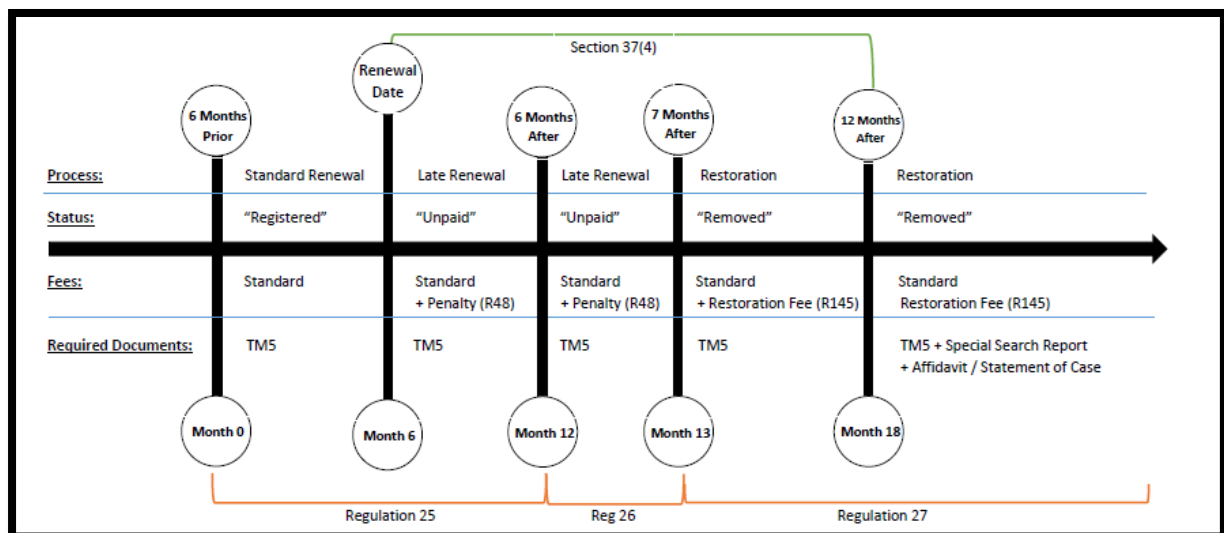 Section 37(4)
Renewal
Date
6 Months
Prior
6 Months
After
7 Months
After
12 Months
After
Process: Standard Renewal Late Renewal Late Renewal Restoration Restoration
Status: “Registered” “Unpaid” “Unpaid” “Removed” “Removed”
Fees: Standard Standard Standard Standard Standard
+ Penalty (R48) + Penalty (R48) + Restoration Fee (R145) Restoration Fee (R145)
Required Documents: TM5 TM5 TM5 TM5 TM5 + Special Search Report
+ Affidavit / Statement of Case
Month 0 Month 6 Month 12 Month 13 Month 18
Regulation 25 Reg 26 Regulation 27